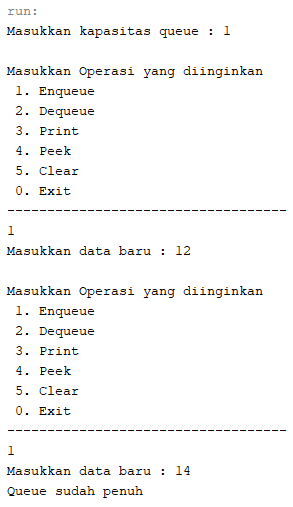 run:
Masukkan kapasitas queue : 1
Masukkan Operasi yang diinginkan
1. Enqueue
2. Dequeue
3. Print
4. Peek
5. Clear
0. Exit
-----------------------------------
1
Masukkan data baru : 12
Masukkan Operasi yang diinginkan
1. Enqueue
2. Dequeue
3. Print
4. Peek
5. Clear
0. Exit
-----------------------------------
1
Masukkan data baru : 14
Queue sudah penuh